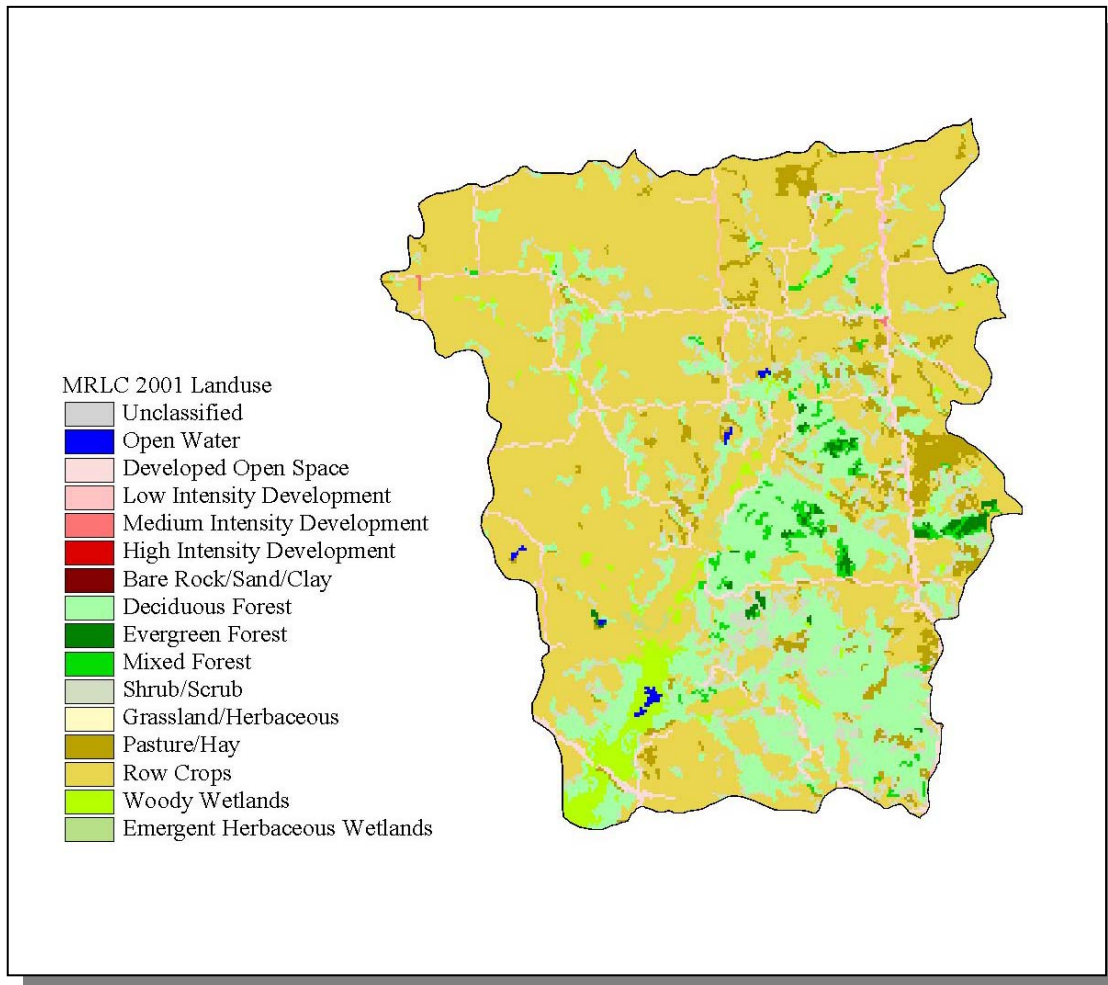 MRLC 2001 Landuse
Unclassified
Open Water
Developed Open Space
Low Intensity Development
Medium Intensity Development
High Intensity Development
Bare Rock/Sand/Clay
Deciduous Forest
Evergreen Forest
Mixed Forest
Shrub/Scrub
Grassland/Herbaceous
Pasture/Hay
Row Crops
Woody Wetlands
Emergent Herbaceous Wetlands